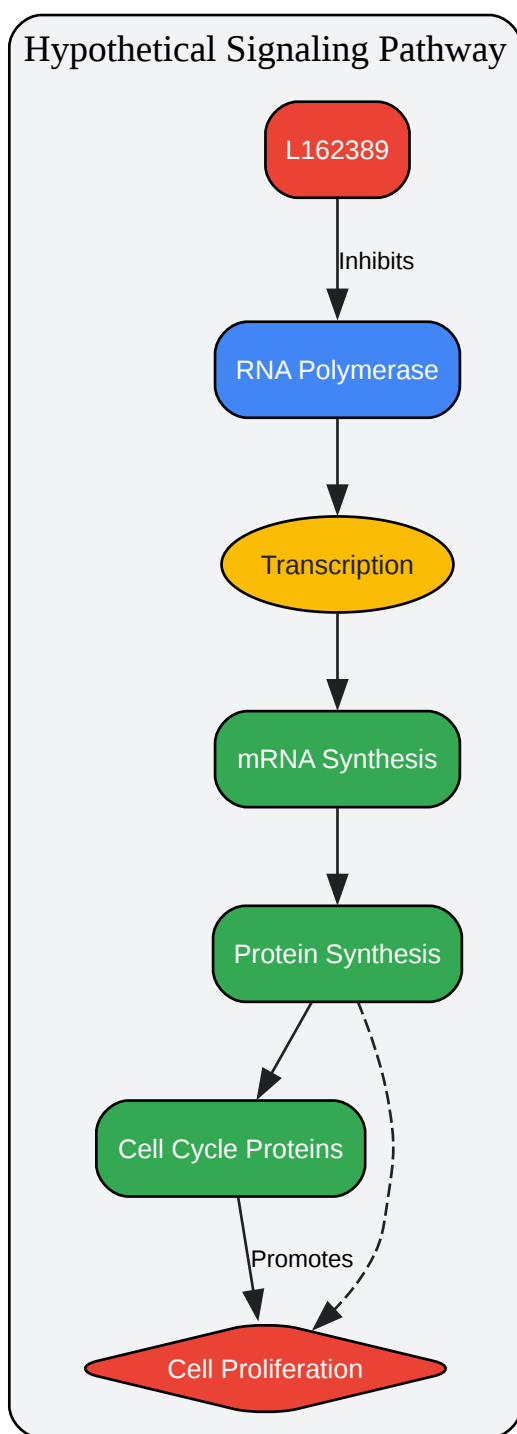 Hypothetical Signaling Pathway
L162389
Inhibits
RNA Polymerase
Transcription
mRNA Synthesis
Protein Synthesis
Cell Cycle Proteins
Promotes
Cell Proliferation